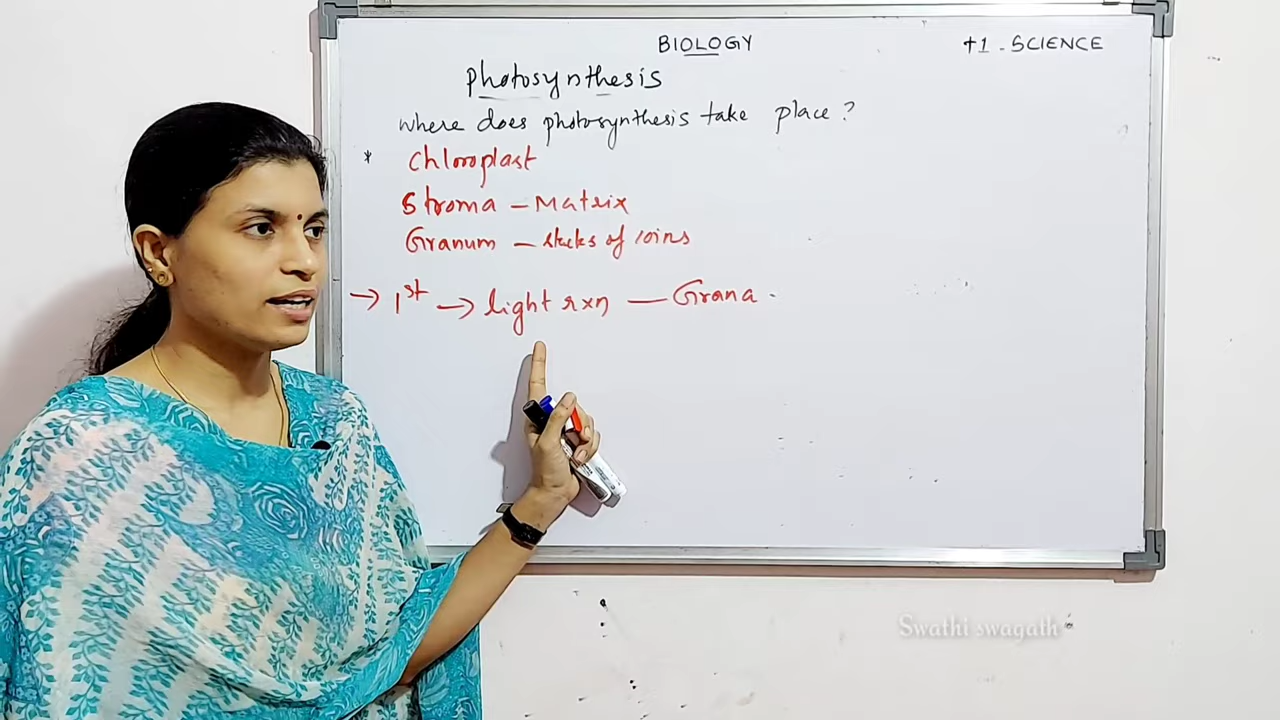 BIOLOGY
+1 - SCIENCE
photosynthesis
where does photosynthesis take place ?
* Chloroplast
Stroma - Matrix
Granum - stacks of coins
→ 1st → light rxn — Grana .
Swathi swagath